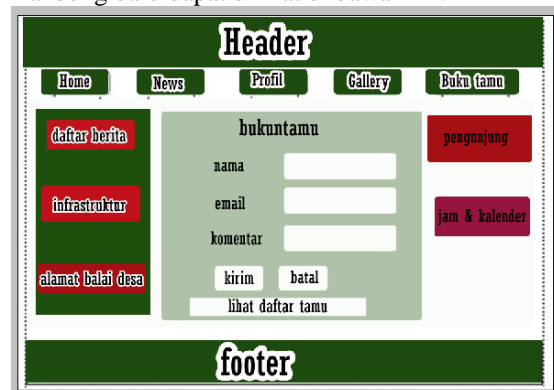 Header
Home News Profil Gallery Buku tamu
daftar berita
infrastruktur
alamat balai desa
bukuntamu
nama
email
komentar
kirim batal
lihat daftar tamu
pengunjung
jam & kalender
footer